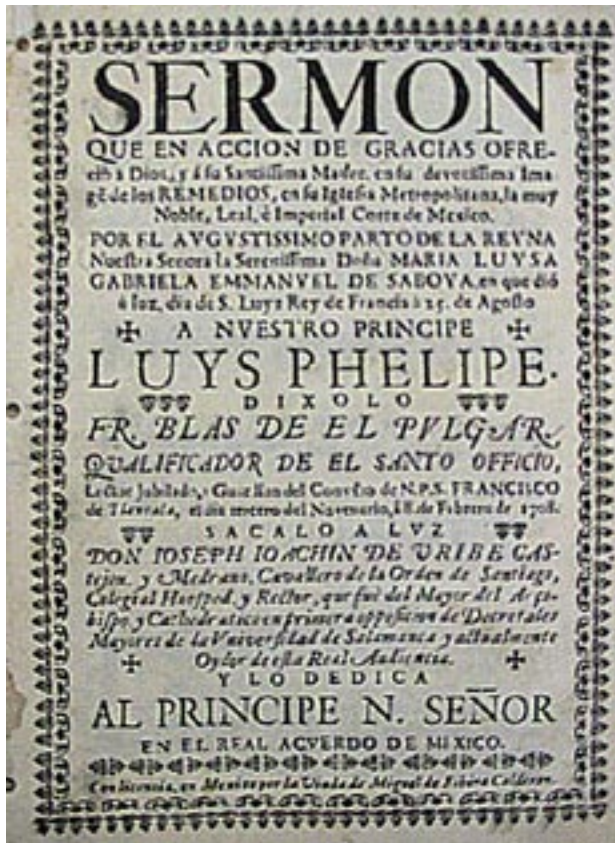 SERMON
QUE EN ACCION DE GRACIAS OFRE-
ciò a Dios, y á su Santissima Madre, en su devotissima Ima
gẽ de los REMEDIOS, en su Iglesia Metropolitana, la muy
Noble, Leal, è Imperial Corte de Mexico.
POR EL AVGVSTISSIMO PARTO DE LA REYNA
Nuestra Señora la Serenissima Doña MARIA LUYSA
GABRIELA EMMANVEL DE SABOYA, en que dió
á luz, dia de S. Luys Rey de Francia à 25. de Agosto
A NVESTRO PRINCIPE
LUYS PHELIPE.
DIXOLO
FR. BLAS DE EL PVLGAR,
QUALIFICADOR DE EL SANTO OFFICIO,
Lector Jubilado, y Guardian del Convẽto de N.P.S. FRANCISCO
de Tlaxcala, el dia tercero del Novenario, á 8. de Febrero de 1708.
SACALO A LVZ
DON IOSEPH IOACHIN DE VRIBE CAS-
tejon, y Medrano, Cavallero de la Orden de Santiago,
Colegial Huesped, y Rector, que fuè del Mayor del Arço-
bispo, y Cathedratico en primera opposicion de Decretales
Mayores de la Vniversidad de Salamanca y actualmente
Oydor de esta Real Audiencia.
Y LO DEDICA
AL PRINCIPE N. SEÑOR
EN EL REAL ACVERDO DE MEXICO.
Con licencia, en Mexico por la Viuda de Miguel de Ribera Calderon.